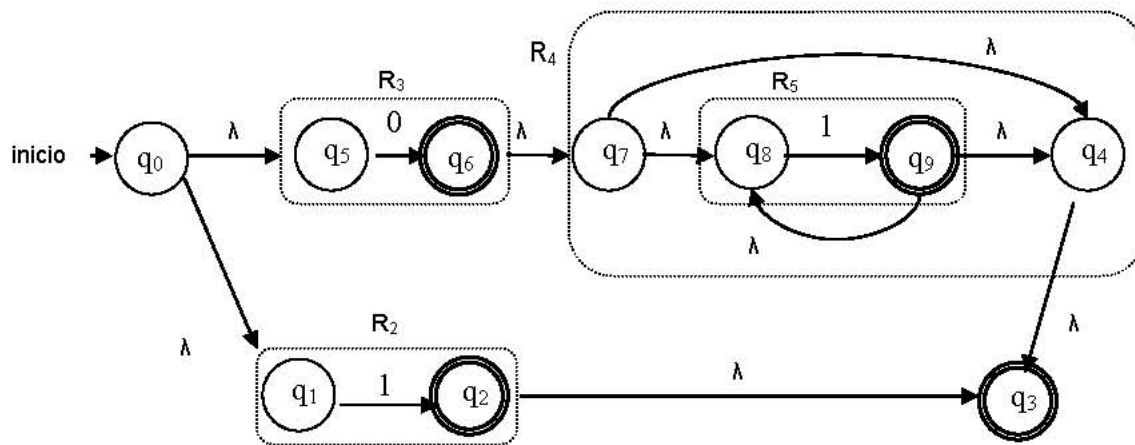 λ
R₄
λ
R₃
R₅
inicio
q₀
λ
q₅
0
q₆
λ
q₇
λ
q₈
1
q₉
λ
q₄
λ
λ
R₂
λ
λ
q₁
1
q₂
q₃